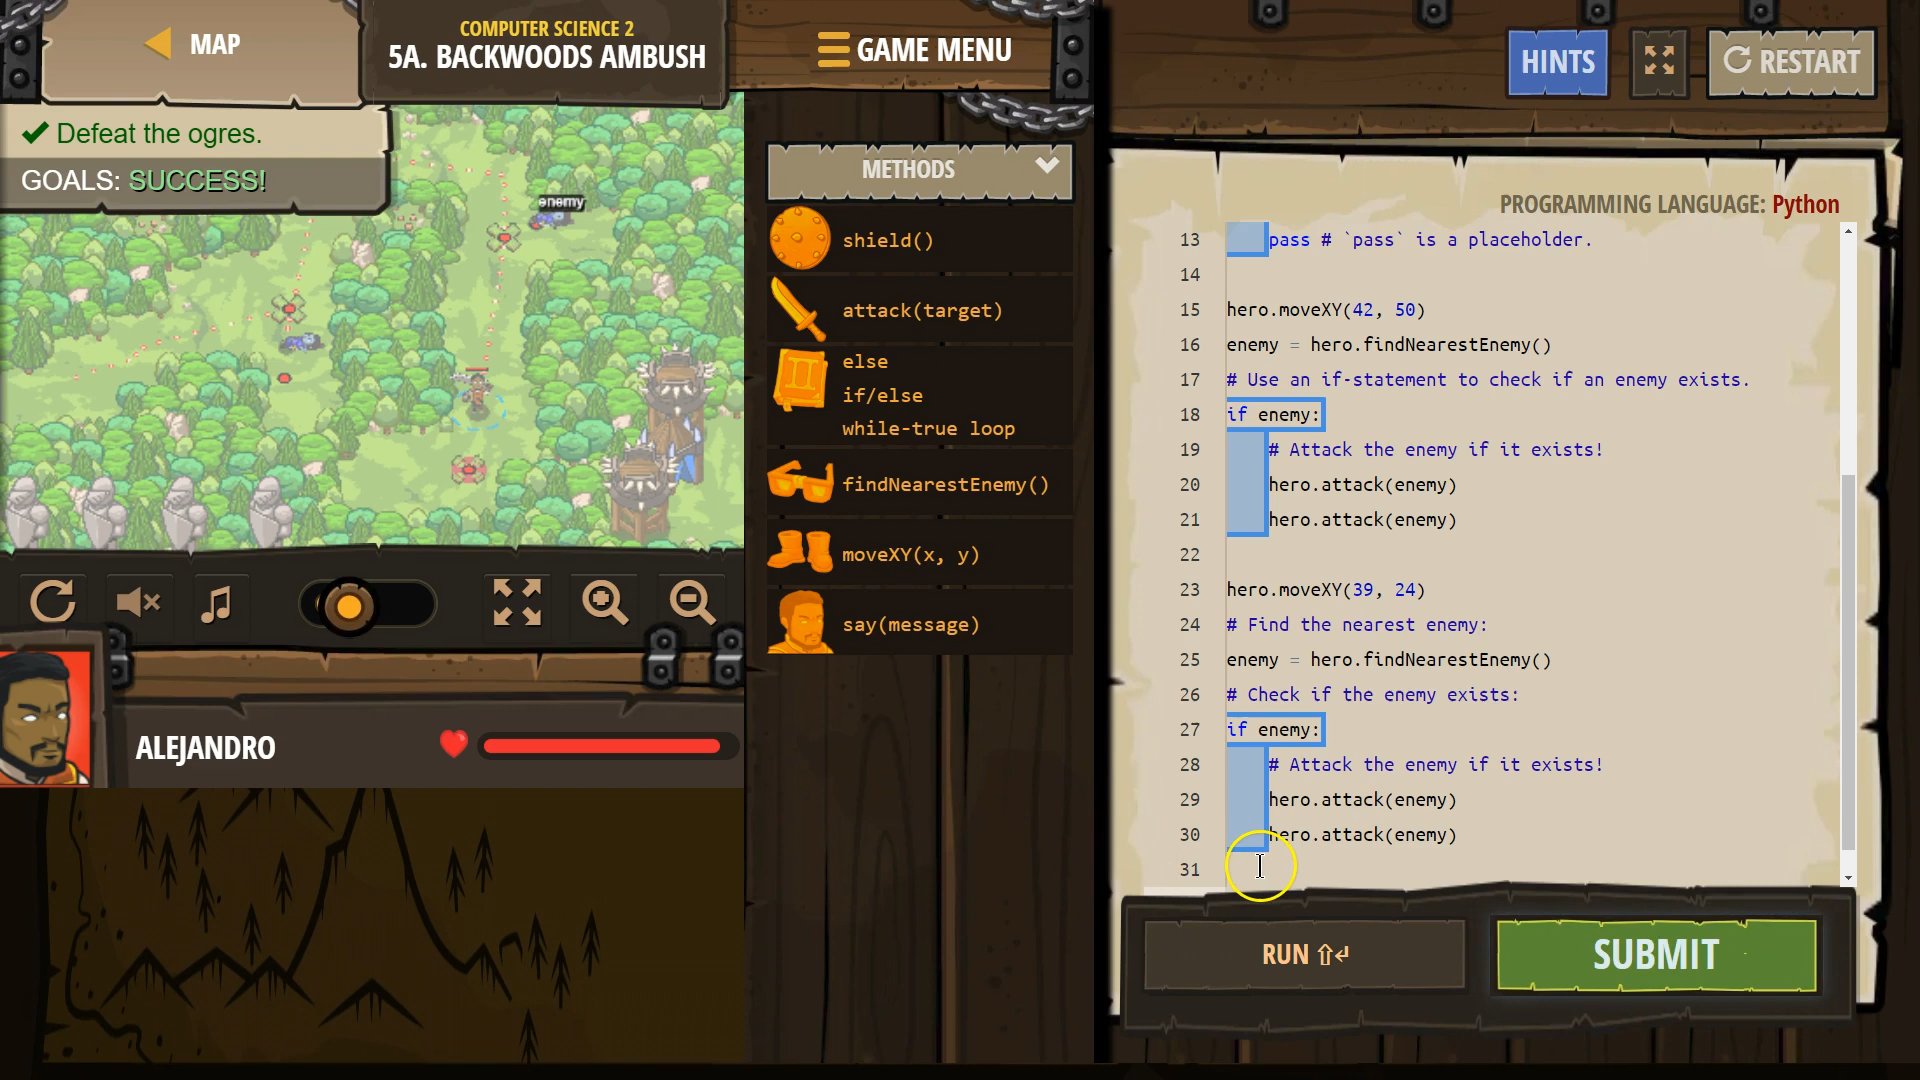 MAP
COMPUTER SCIENCE 2
5A. BACKWOODS AMBUSH
GAME MENU
HINTS
RESTART
Defeat the ogres.
GOALS: SUCCESS!
enemy
METHODS
shield()
attack(target)
else
if/else
while-true loop
findNearestEnemy()
moveXY(x, y)
say(message)
ALEJANDRO
PROGRAMMING LANGUAGE: Python
13 pass # `pass` is a placeholder.
14
15 hero.moveXY(42, 50)
16 enemy = hero.findNearestEnemy()
17 # Use an if-statement to check if an enemy exists.
18 if enemy:
19 # Attack the enemy if it exists!
20 hero.attack(enemy)
21 hero.attack(enemy)
22
23 hero.moveXY(39, 24)
24 # Find the nearest enemy:
25 enemy = hero.findNearestEnemy()
26 # Check if the enemy exists:
27 if enemy:
28 # Attack the enemy if it exists!
29 hero.attack(enemy)
30 hero.attack(enemy)
31
RUN ⇧↵
SUBMIT